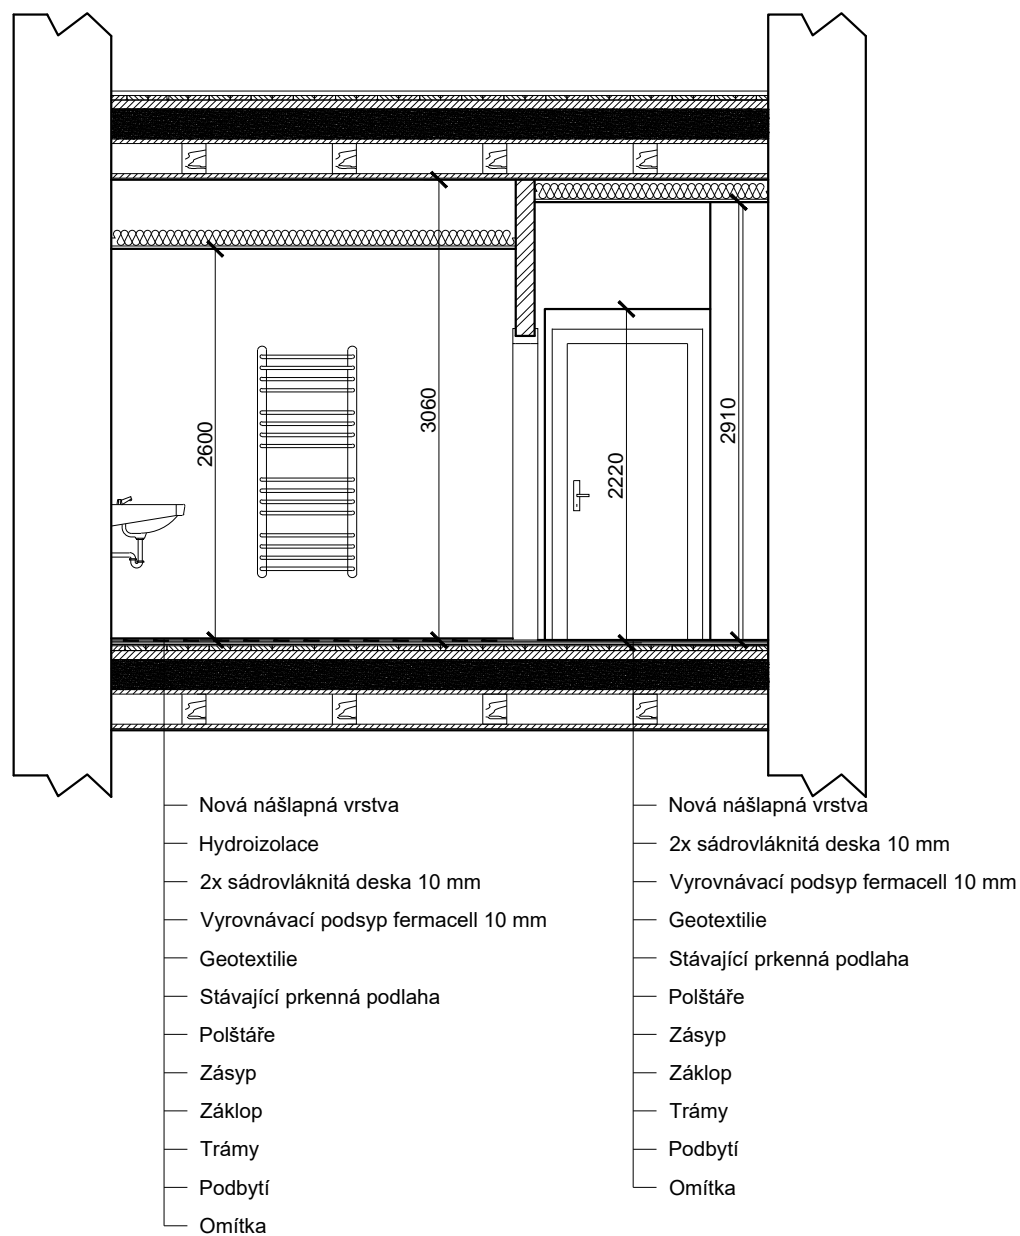 2600
3060
2220
2910
Nová nášlapná vrstva
Hydroizolace
2x sádrovláknitá deska 10 mm
Vyrovnávací podsyp fermacell 10 mm
Geotextilie
Stávající prkenná podlaha
Polštáře
Zásyp
Záklop
Trámy
Podbytí
Omítka
Nová nášlapná vrstva
2x sádrovláknitá deska 10 mm
Vyrovnávací podsyp fermacell 10 mm
Geotextilie
Stávající prkenná podlaha
Polštáře
Zásyp
Záklop
Trámy
Podbytí
Omítka